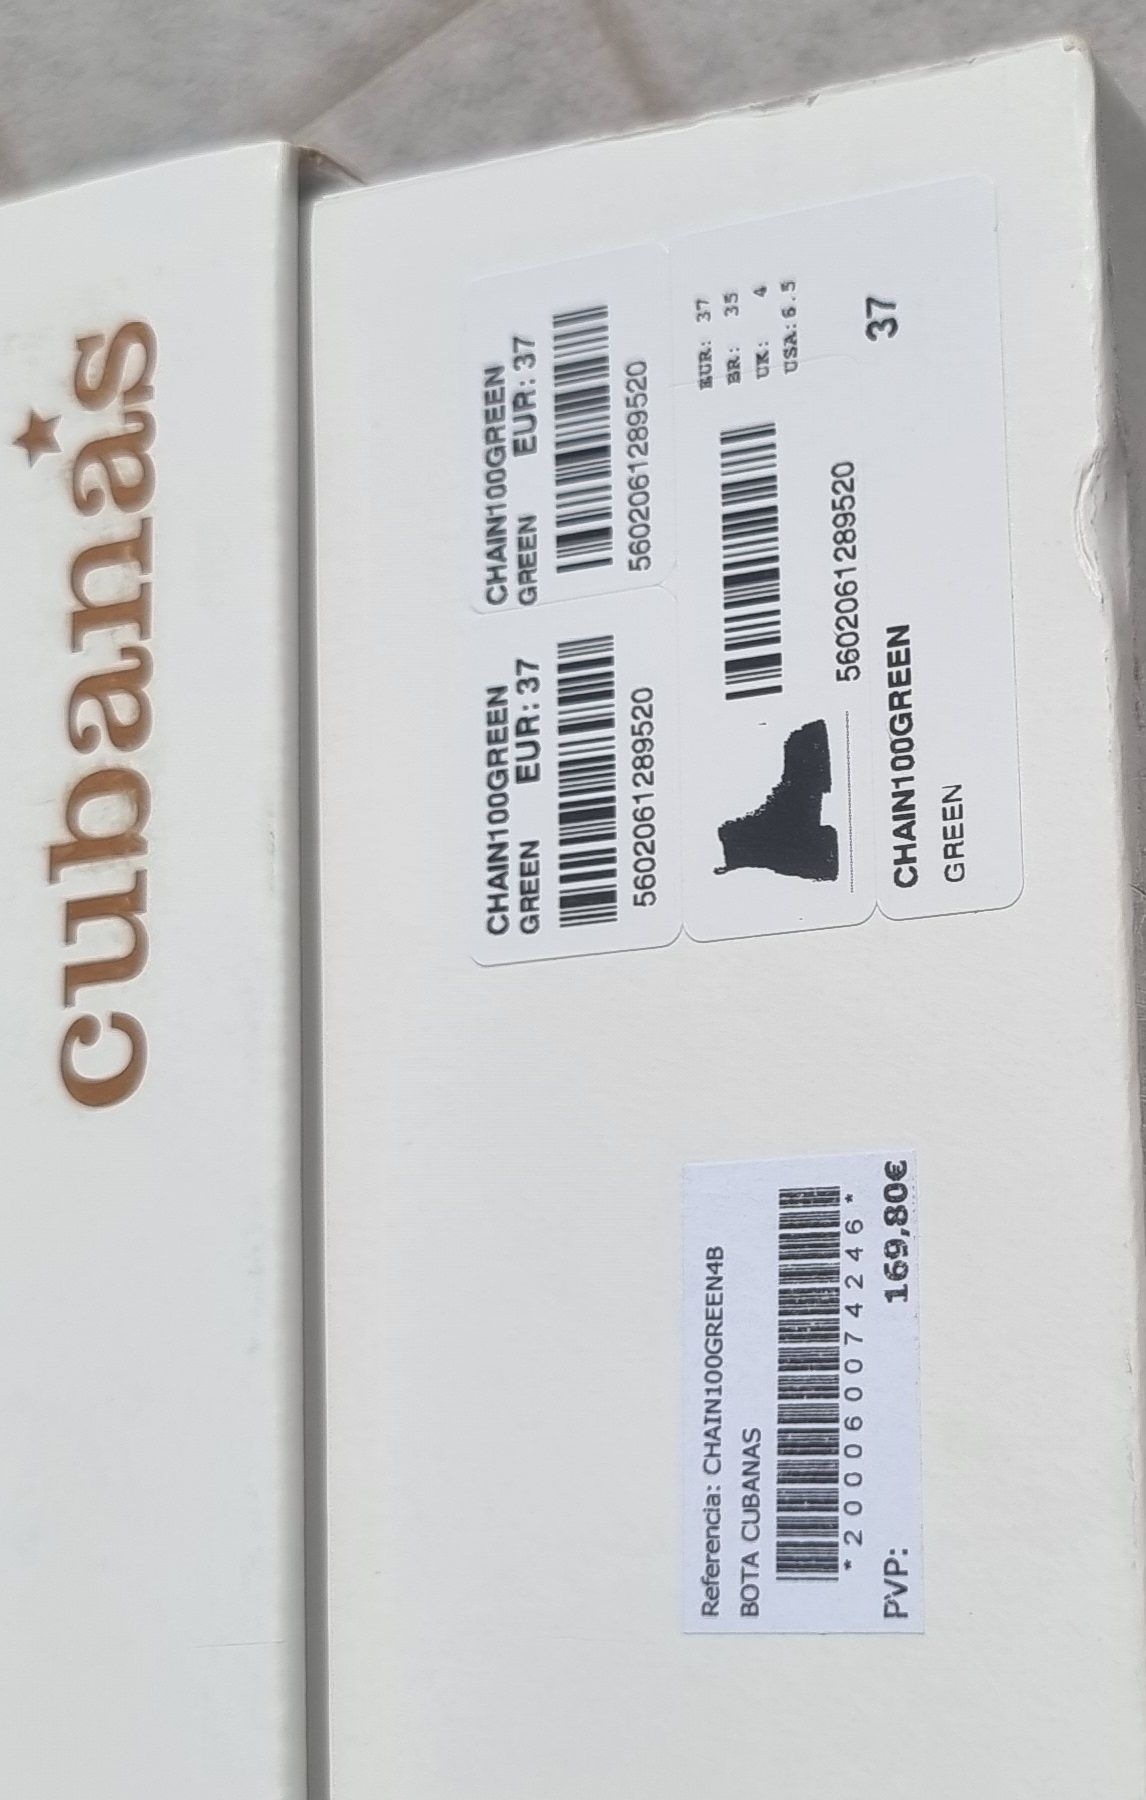 cubanas
CHAIN100GREEN
GREEN EUR: 37
5602061289520
CHAIN100GREEN
GREEN EUR: 37
5602061289520
EUR: 37
BR: 35
UK: 4
USA: 6.5
5602061289520
CHAIN100GREEN 37
GREEN
Referencia: CHAIN100GREEN4B
BOTA CUBANAS
*200060074246*
PVP: 169,80€